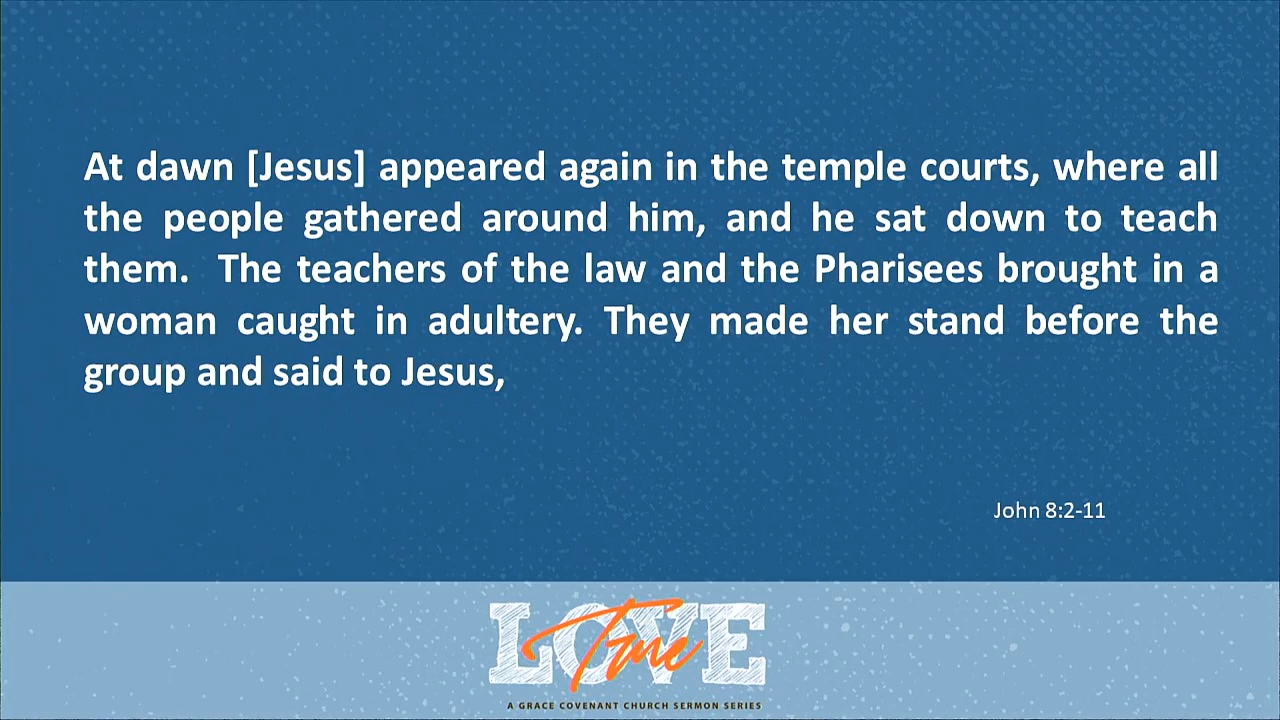 At dawn [Jesus] appeared again in the temple courts, where all
the people gathered around him, and he sat down to teach
them.  The teachers of the law and the Pharisees brought in a
woman caught in adultery. They made her stand before the
group and said to Jesus,
John 8:2-11
LOVE
True
A GRACE COVENANT CHURCH SERMON SERIES